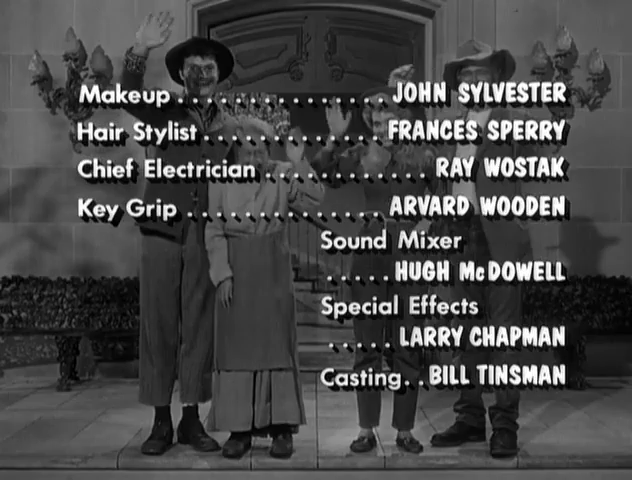 Makeup . . . . . . . . . . . . . . JOHN SYLVESTER
Hair Stylist . . . . . . . . . . . . FRANCES SPERRY
Chief Electrician . . . . . . . . . . . RAY WOSTAK
Key Grip . . . . . . . . . . . . . . ARVARD WOODEN
Sound Mixer
. . . . . HUGH McDOWELL
Special Effects
. . . . . LARRY CHAPMAN
Casting . . BILL TINSMAN